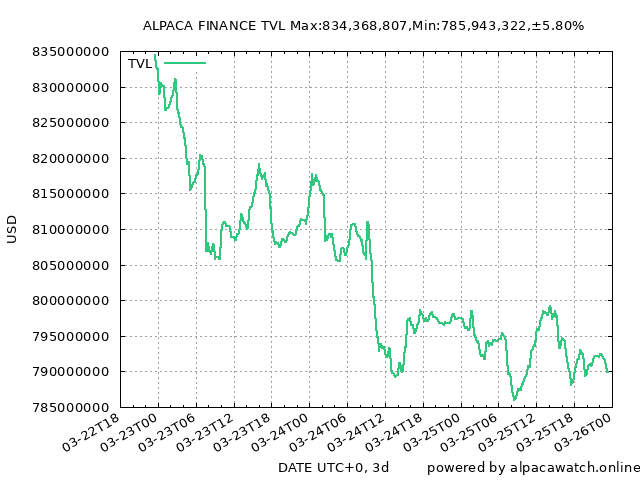 ALPACA FINANCE TVL Max:834,368,807,Min:785,943,322,±5.80%
835000000
TVL
830000000
825000000
820000000
815000000
810000000
805000000
800000000
795000000
790000000
785000000
USD
03-22T18
03-23T00
03-23T06
03-23T12
03-23T18
03-24T00
03-24T06
03-24T12
03-24T18
03-25T00
03-25T06
03-25T12
03-25T18
03-26T00
DATE UTC+0, 3d
powered by alpacawatch.online